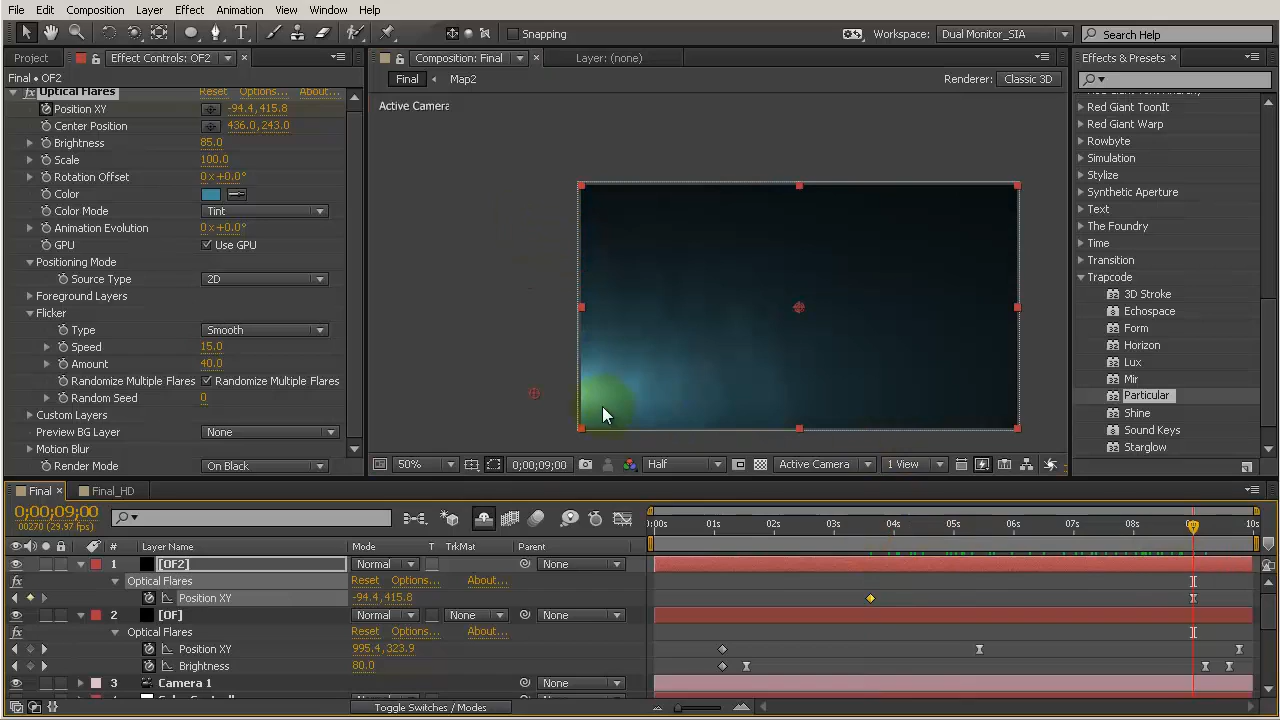 File Edit Composition Layer Effect Animation View Window Help
Snapping Workspace: Dual Monitor_SIA Search Help
Project Effect Controls: OF2 Composition: Final Layer: (none) Effects & Presets
Final • OF2 Final Map2 Renderer: Classic 3D
Active Camera
Optical Flares Reset Options... About...
Position XY -94.4,415.8
Center Position 436.0,243.0
Brightness 85.0
Scale 100.0
Rotation Offset 0x+0.0°
Color
Color Mode Tint
Animation Evolution 0x+0.0°
GPU Use GPU
Positioning Mode
Source Type 2D
Foreground Layers
Flicker
Type Smooth
Speed 15.0
Amount 40.0
Randomize Multiple Flares Randomize Multiple Flares
Random Seed 0
Custom Layers
Preview BG Layer None
Motion Blur
Render Mode On Black
Red Giant ToonIt
Red Giant Warp
Rowbyte
Simulation
Stylize
Synthetic Aperture
Text
The Foundry
Time
Transition
Trapcode
3D Stroke
Echospace
Form
Horizon
Lux
Mir
Particular
Shine
Sound Keys
Starglow
50% 0;00;09;00 Half Active Camera 1 View
Final Final_HD
0;00;09;00
00270 (29.97 fps)
:00s 01s 02s 03s 04s 05s 06s 07s 08s 10s
# Layer Name Mode T TrkMat Parent
1 [OF2] Normal None
Optical Flares Reset Options... About...
Position XY -94.4,415.8
2 [OF] Normal None None
Optical Flares Reset Options... About...
Position XY 995.4,323.9
Brightness 80.0
3 Camera 1 None
Toggle Switches / Modes